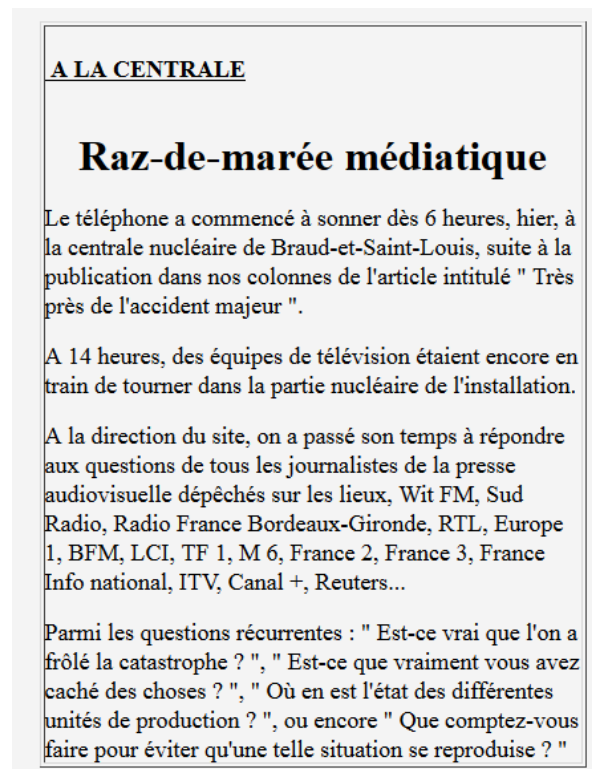 A LA CENTRALE
Raz-de-marée médiatique
Le téléphone a commencé à sonner dès 6 heures, hier, à
la centrale nucléaire de Braud-et-Saint-Louis, suite à la
publication dans nos colonnes de l'article intitulé " Très
près de l'accident majeur ".
A 14 heures, des équipes de télévision étaient encore en
train de tourner dans la partie nucléaire de l'installation.
A la direction du site, on a passé son temps à répondre
aux questions de tous les journalistes de la presse
audiovisuelle dépêchés sur les lieux, Wit FM, Sud
Radio, Radio France Bordeaux-Gironde, RTL, Europe
1, BFM, LCI, TF 1, M 6, France 2, France 3, France
Info national, ITV, Canal +, Reuters...
Parmi les questions récurrentes : " Est-ce vrai que l'on a
frôlé la catastrophe ? ", " Est-ce que vraiment vous avez
caché des choses ? ", " Où en est l'état des différentes
unités de production ? ", ou encore " Que comptez-vous
faire pour éviter qu'une telle situation se reproduise ? "